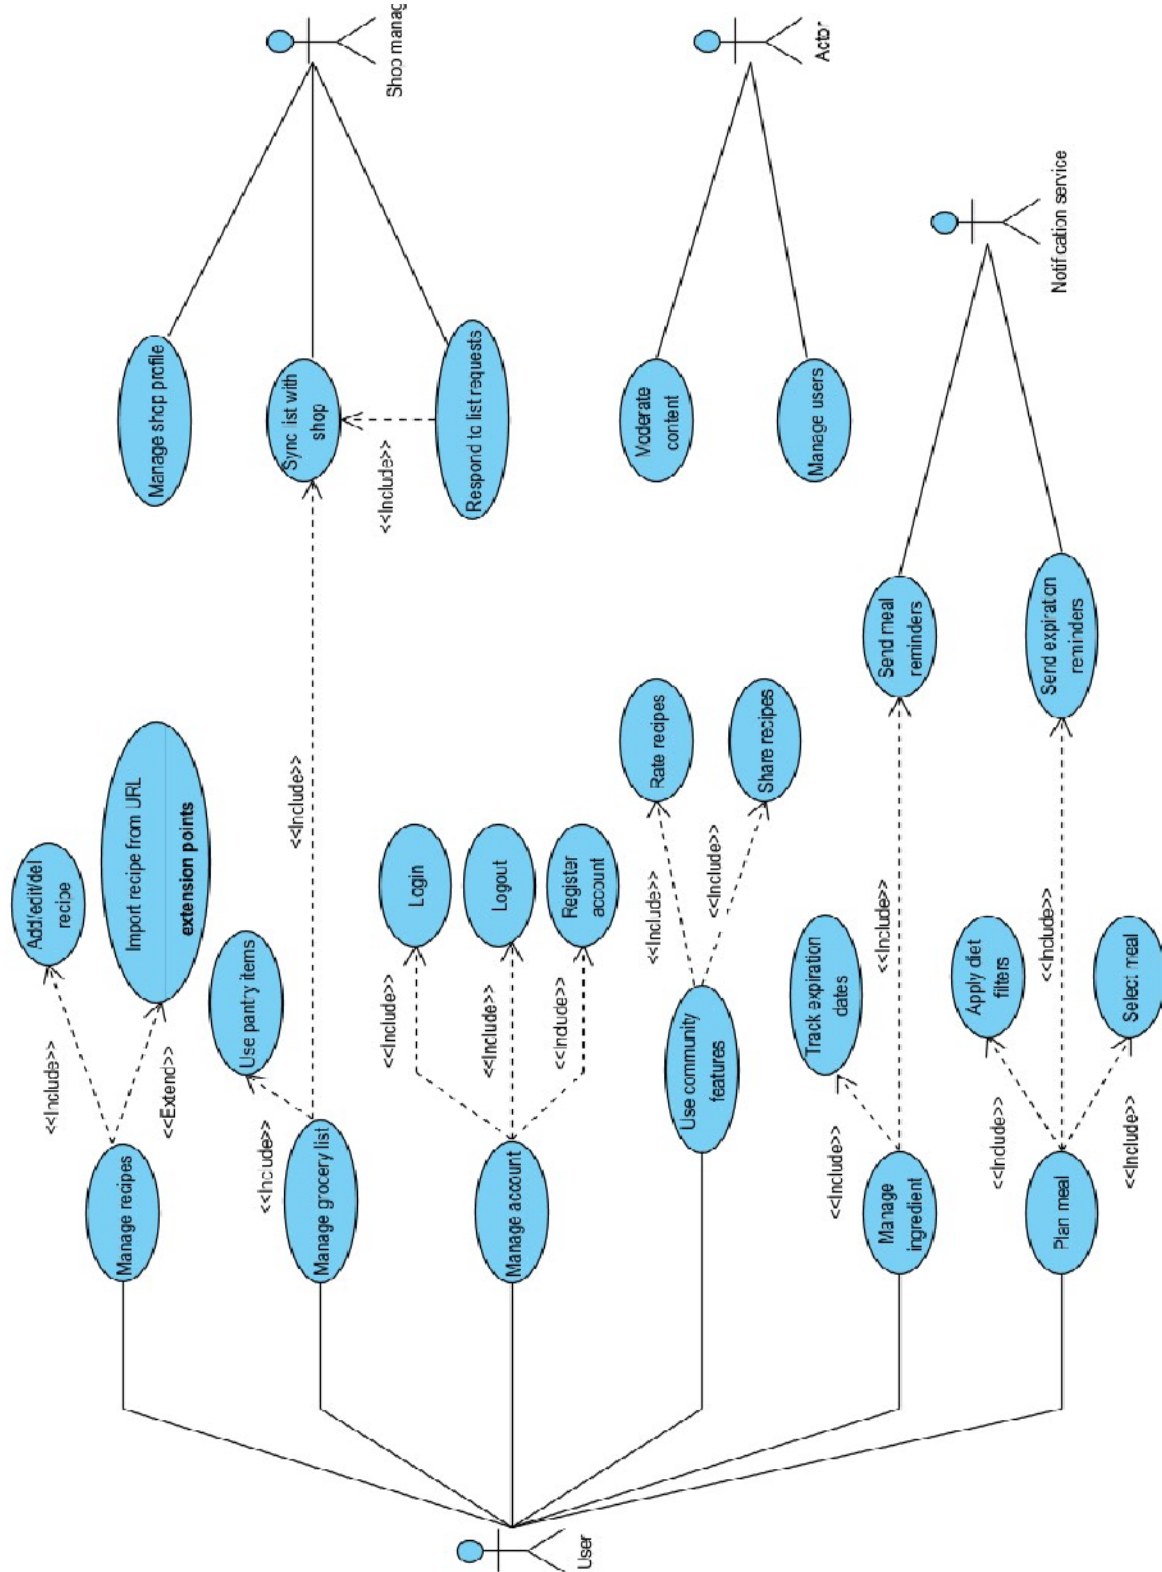 Manage recipes
<<Include>>
Add/edit/del
recipe
<<Extend>>
Import recipe from URL
extension points
Manage grocery list
<<Include>>
Use pantry items
<<Include>>
Sync list with
shop
Manage shop profile
<<Include>>
Respond to list requests
Shop manag
Manage account
<<Include>>
Login
<<Include>>
Logout
<<Include>>
Register
account
User
Use community
features
<<Include>>
Rate recipes
<<Include>>
Share recipes
Moderate
content
Manage users
Actor
Manage
ingredient
<<Include>>
Track expiration
dates
<<Include>>
Send meal
reminders
Plan meal
<<Include>>
Apply diet
filters
<<Include>>
Send expiration
reminders
<<Include>>
Select meal
Notification service